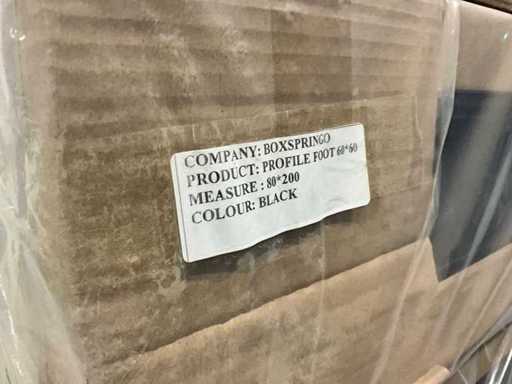 COMPANY: BOXSPRINGO
PRODUCT: PROFILE FOOT 60*60
MEASURE : 80*200
COLOUR: BLACK